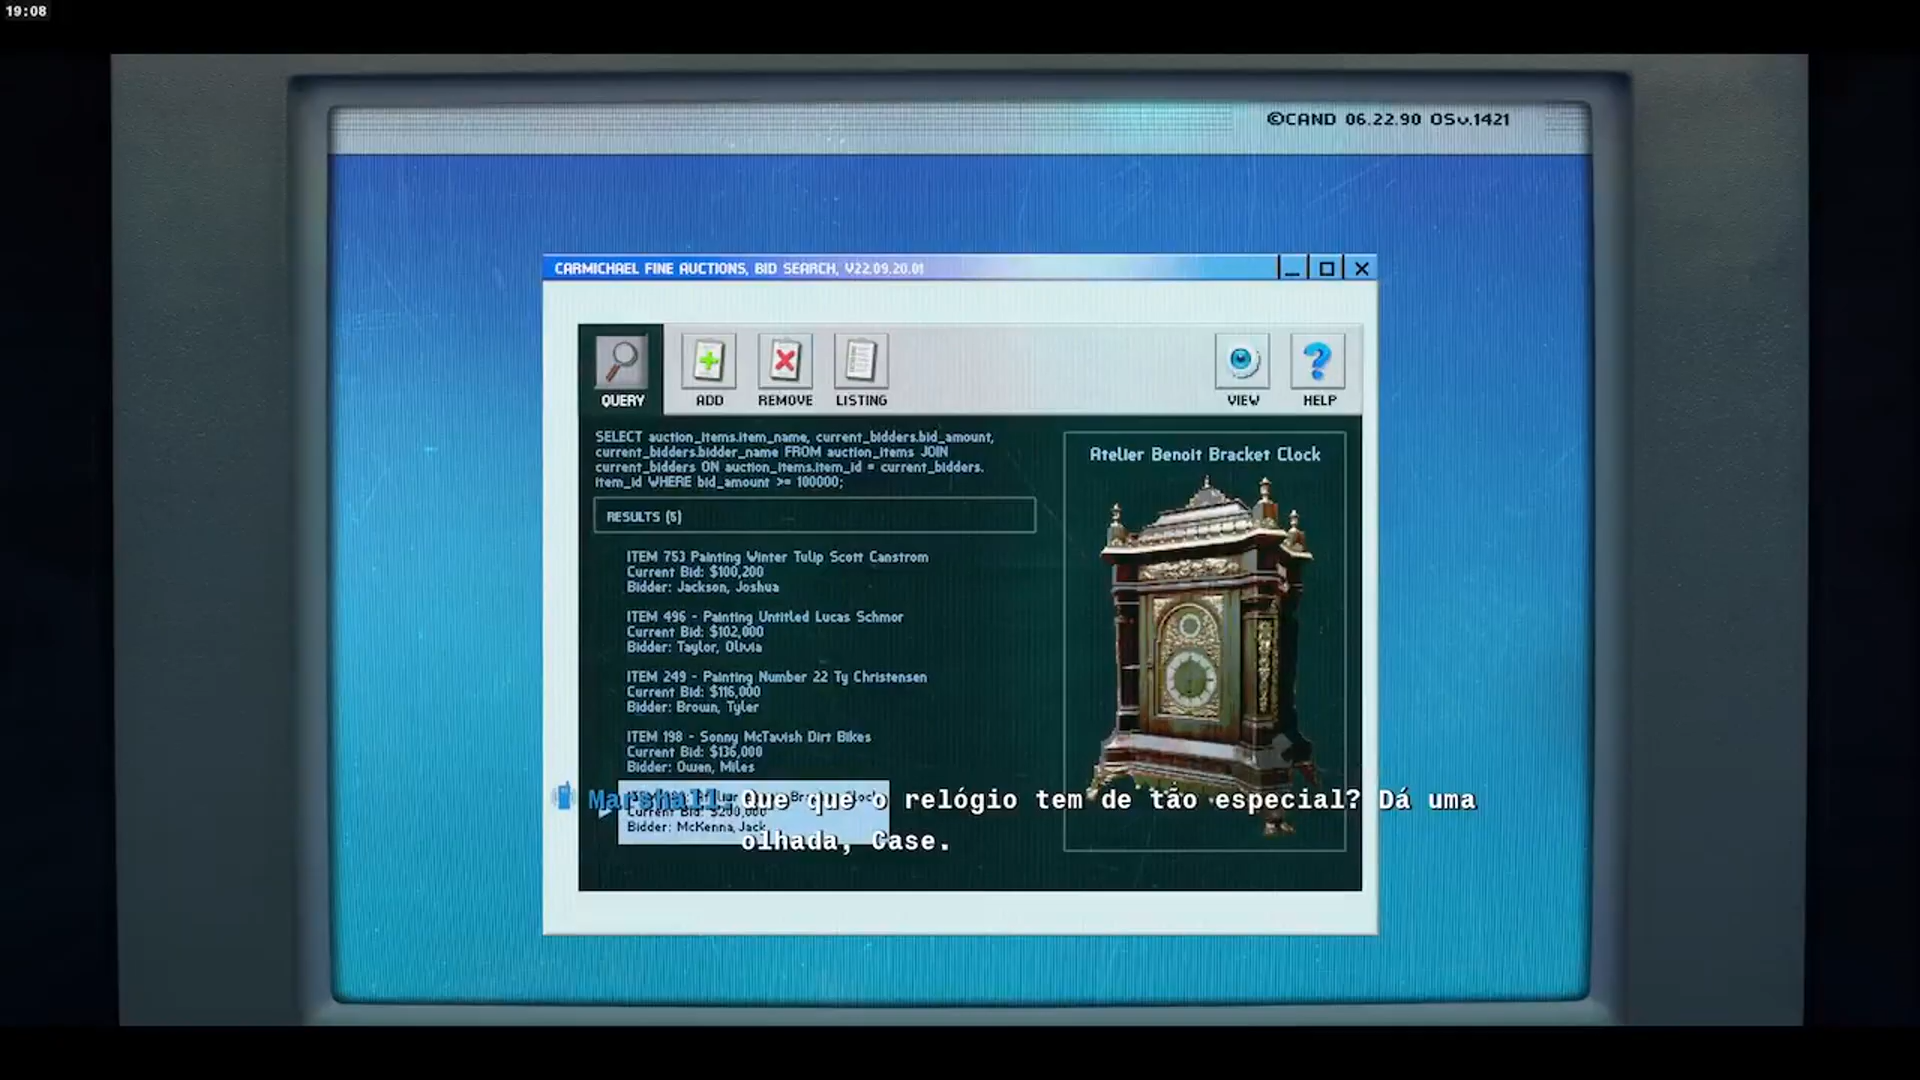 19:08
©CAND 06.22.90 OSv.1421
CARMICHAEL FINE AUCTIONS, BID SEARCH, V22.09.20.01
QUERY
ADD
REMOVE
LISTING
VIEW
HELP
SELECT auction_items.item_name, current_bidders.bid_amount,
current_bidders.bidder_name FROM auction_items JOIN
current_bidders ON auction_items.item_id = current_bidders.
item_id WHERE bid_amount >= 100000;
RESULTS (5)
ITEM 753 Painting Winter Tulip Scott Canstrom
Current Bid: $100,200
Bidder: Jackson, Joshua
ITEM 496 - Painting Untitled Lucas Schmor
Current Bid: $102,000
Bidder: Taylor, Olivia
ITEM 249 - Painting Number 22 Ty Christensen
Current Bid: $116,000
Bidder: Brown, Tyler
ITEM 198 - Sonny McTavish Dirt Bikes
Current Bid: $136,000
Bidder: Owen, Miles
Bracket Clock
Current Bid: $200,000
Bidder: McKenna, Jack
Atelier Benoit Bracket Clock
Marshall: Que que o relógio tem de tão especial? Dá uma
olhada, Case.